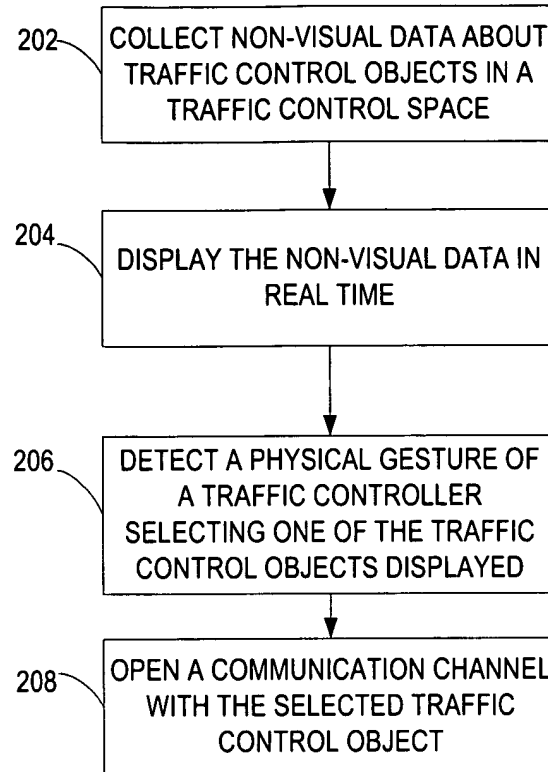 202
COLLECT NON-VISUAL DATA ABOUT
TRAFFIC CONTROL OBJECTS IN A
TRAFFIC CONTROL SPACE
204
DISPLAY THE NON-VISUAL DATA IN
REAL TIME
206
DETECT A PHYSICAL GESTURE OF
A TRAFFIC CONTROLLER
SELECTING ONE OF THE TRAFFIC
CONTROL OBJECTS DISPLAYED
208
OPEN A COMMUNICATION CHANNEL
WITH THE SELECTED TRAFFIC
CONTROL OBJECT